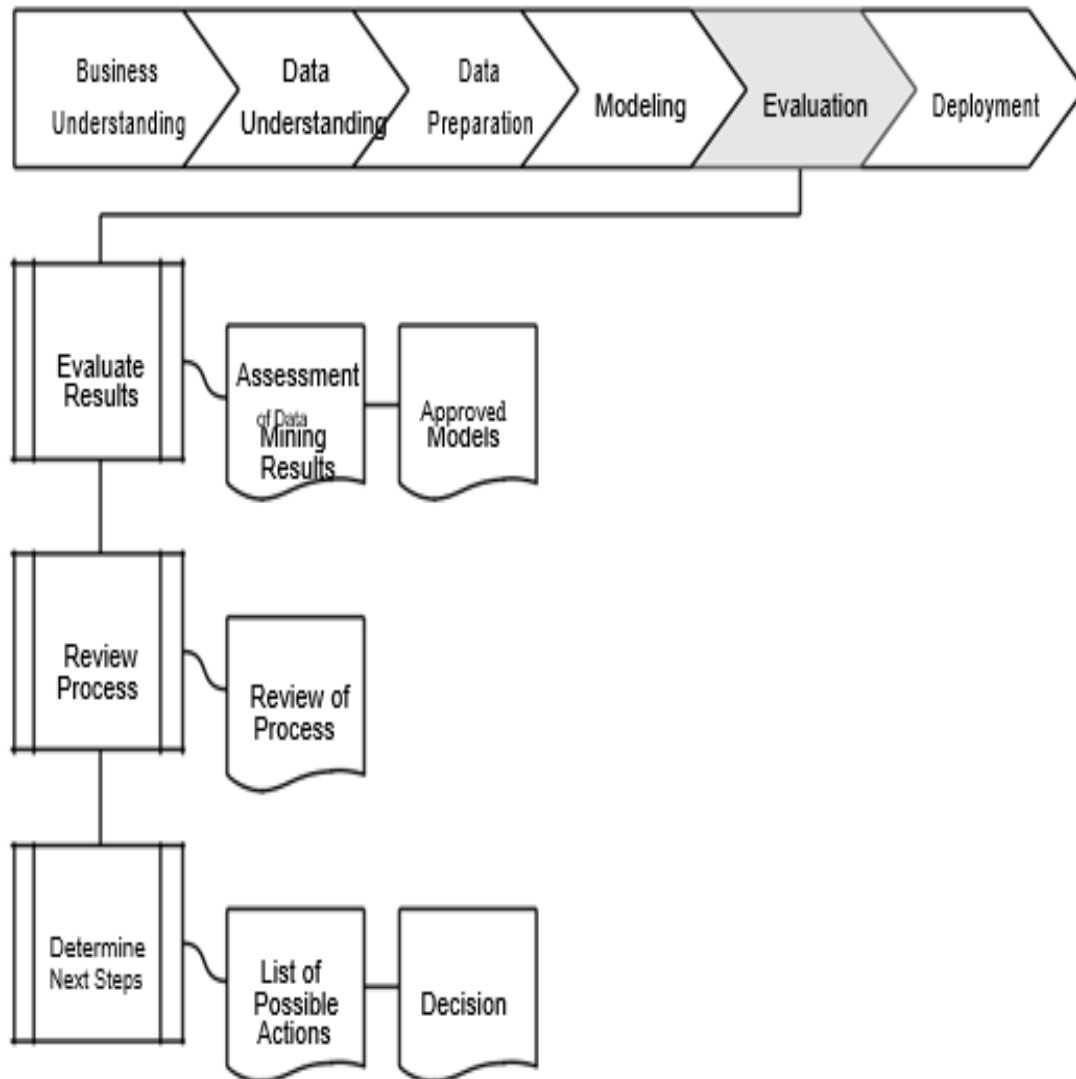 Business
Understanding
Data
Understanding
Data
Preparation
Modeling
Evaluation
Deployment
Evaluate
Results
Assessment
of Data
Mining
Results
Approved
Models
Review
Process
Review of
Process
Determine
Next Steps
List of
Possible
Actions
Decision